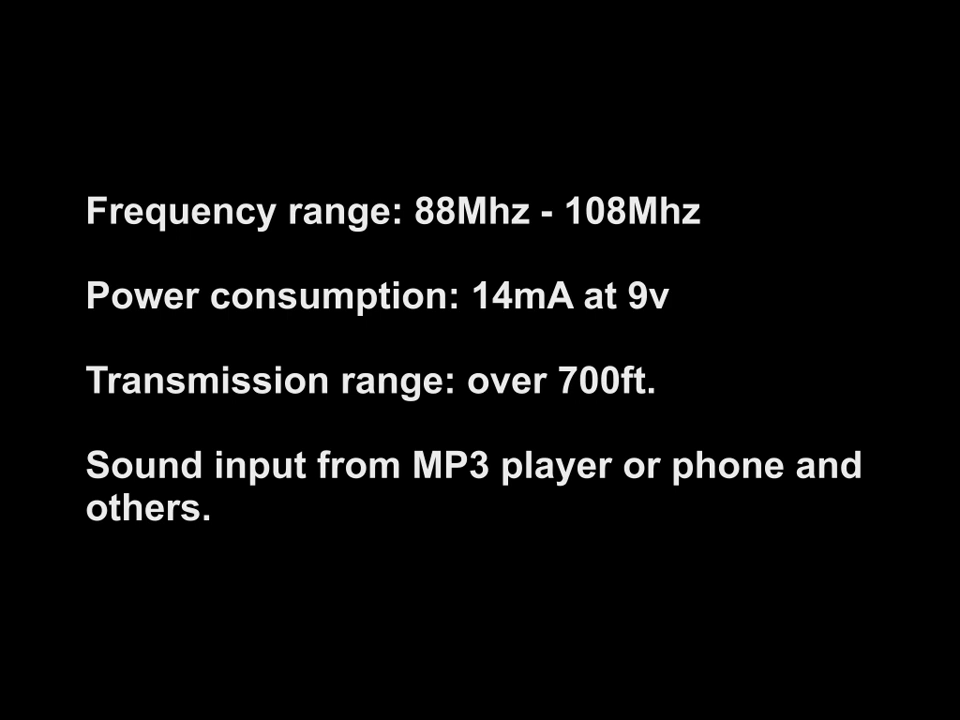 Frequency range: 88Mhz - 108Mhz
Power consumption: 14mA at 9v
Transmission range: over 700ft.
Sound input from MP3 player or phone and
others.